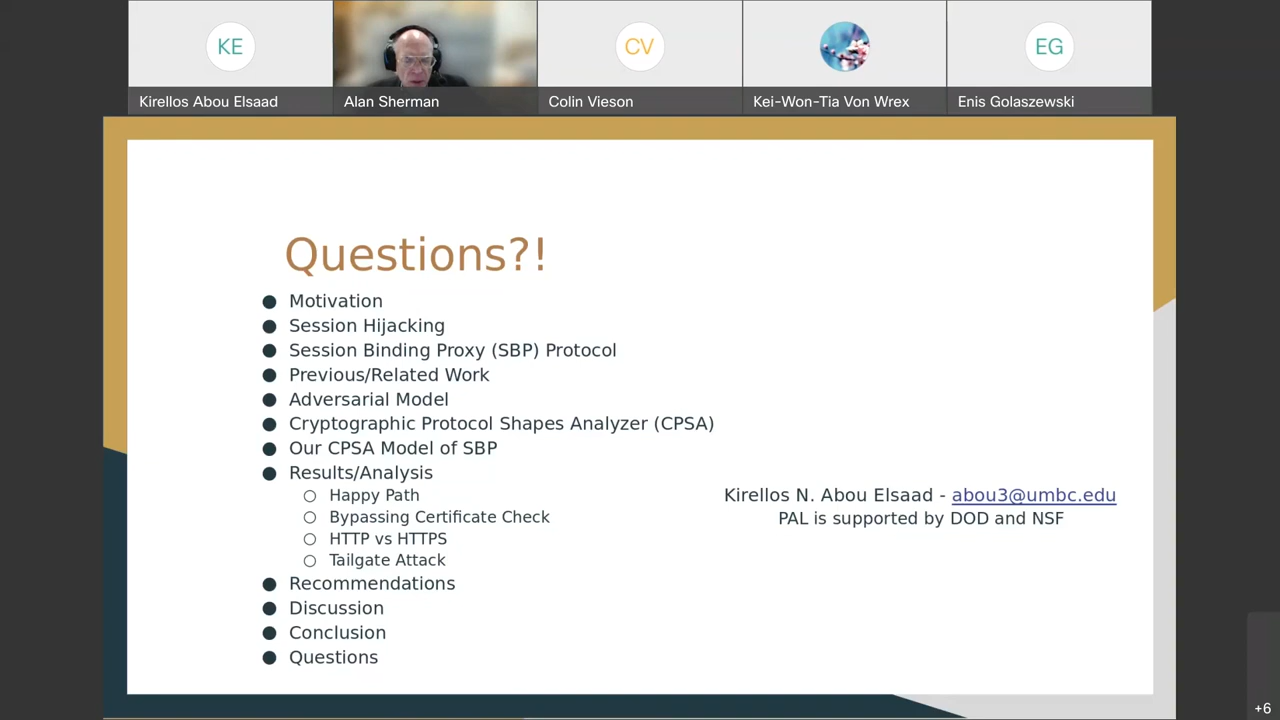 KE
CV
EG
Kirellos Abou Elsaad
Alan Sherman
Colin Vieson
Kei-Won-Tia Von Wrex
Enis Golaszewski
Questions?!
● Motivation
● Session Hijacking
● Session Binding Proxy (SBP) Protocol
● Previous/Related Work
● Adversarial Model
● Cryptographic Protocol Shapes Analyzer (CPSA)
● Our CPSA Model of SBP
● Results/Analysis
○ Happy Path
○ Bypassing Certificate Check
○ HTTP vs HTTPS
○ Tailgate Attack
● Recommendations
● Discussion
● Conclusion
● Questions
Kirellos N. Abou Elsaad - abou3@umbc.edu
PAL is supported by DOD and NSF
+6